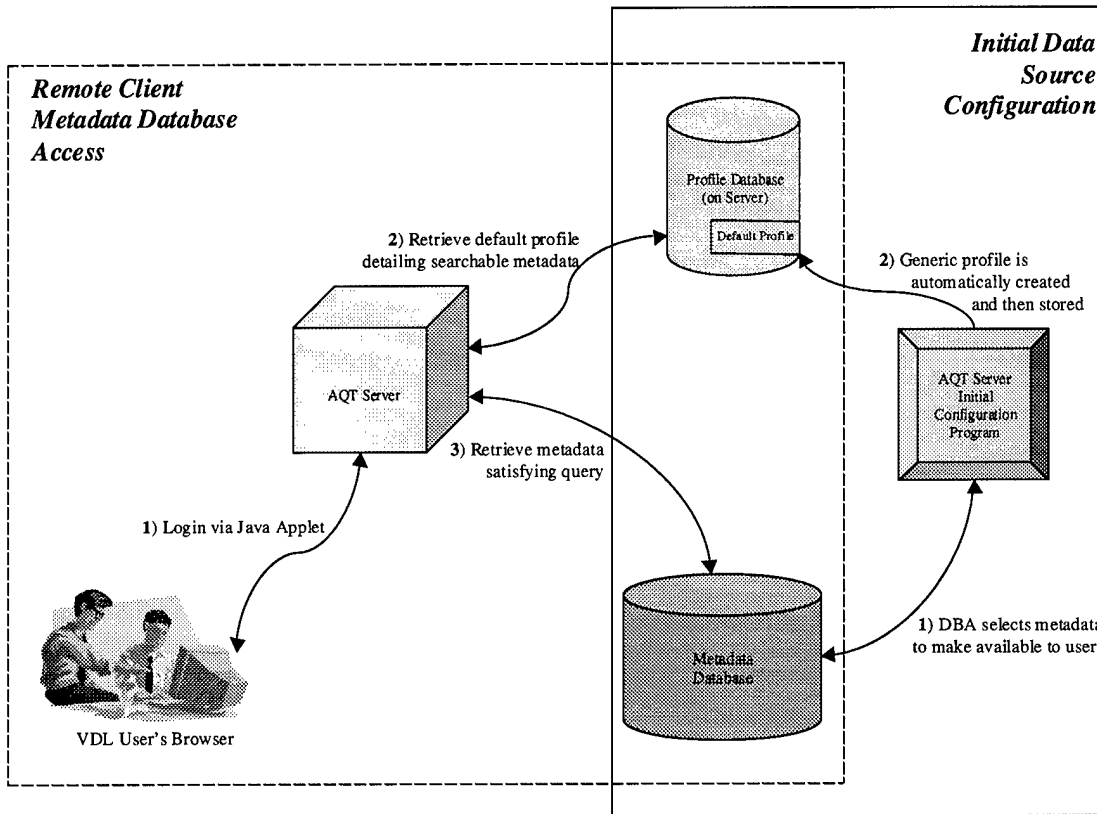 Initial Data
Source
Configuration
Remote Client
Metadata Database
Access
Profile Database
(on Server)
Default Profile
2) Retrieve default profile
detailing searchable metadata
2) Generic profile is
automatically created
and then stored
AQT Server
AQT Server
Initial
Configuration
Program
3) Retrieve metadata
satisfying query
1) Login via Java Applet
1) DBA selects metadata
to make available to user
Metadata
Database
VDL User's Browser